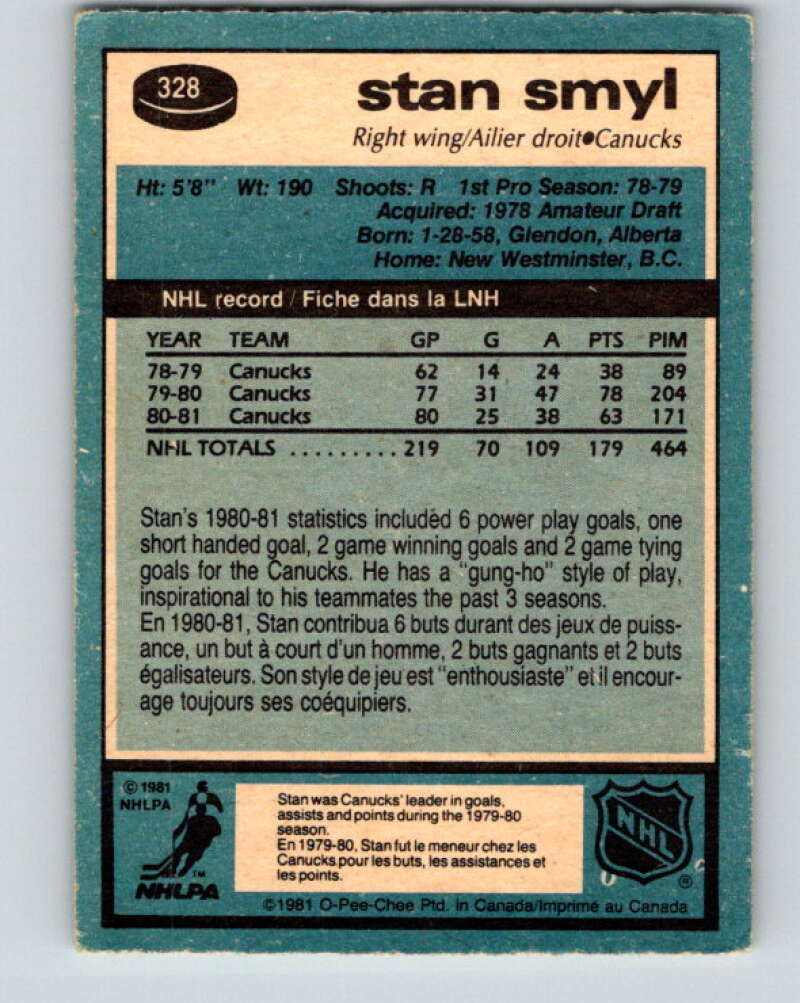 328
stan smyl
Right wing/Ailier droit●Canucks
Ht: 5'8" Wt: 190 Shoots: R 1st Pro Season: 78-79
Acquired: 1978 Amateur Draft
Born: 1-28-58, Glendon, Alberta
Home: New Westminster, B.C.
NHL record / Fiche dans la LNH
YEAR TEAM GP G A PTS PIM
78-79 Canucks 62 14 24 38 89
79-80 Canucks 77 31 47 78 204
80-81 Canucks 80 25 38 63 171
NHL TOTALS ..........219 70 109 179 464
Stan's 1980-81 statistics included 6 power play goals, one
short handed goal, 2 game winning goals and 2 game tying
goals for the Canucks. He has a "gung-ho" style of play,
inspirational to his teammates the past 3 seasons.
En 1980-81, Stan contribua 6 buts durant des jeux de puiss-
ance, un but à court d'un homme, 2 buts gagnants et 2 buts
égalisateurs. Son style de jeu est "enthousiaste" et il encour-
age toujours ses coéquipiers.
© 1981
NHLPA
TM
NHLPA
Stan was Canucks' leader in goals,
assists and points during the 1979-80
season.
En 1979-80, Stan fut le meneur chez les
Canucks pour les buts, les assistances et
les points.
NHL
®
©1981 O-Pee-Chee Ptd. in Canada/Imprimé au Canada